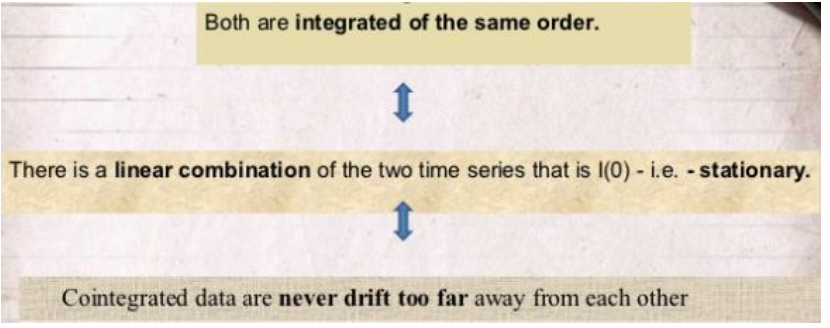 Both are integrated of the same order.
There is a linear combination of the two time series that is I(0) - i.e. - stationary.
Cointegrated data are never drift too far away from each other